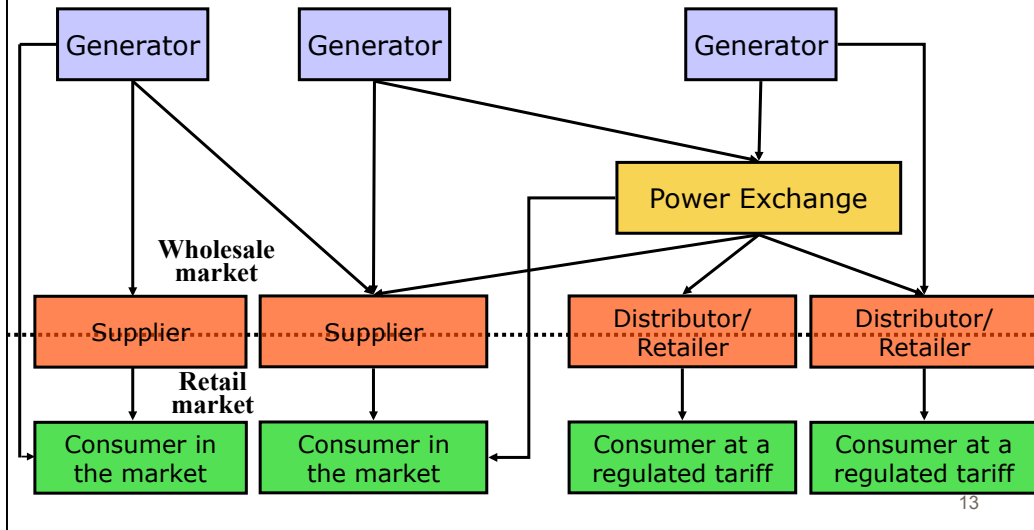 Generator
Generator
Generator
Power Exchange
Wholesale
market
Supplier
Supplier
Distributor/
Retailer
Distributor/
Retailer
Retail
market
Consumer in
the market
Consumer in
the market
Consumer at a
regulated tariff
Consumer at a
regulated tariff
13